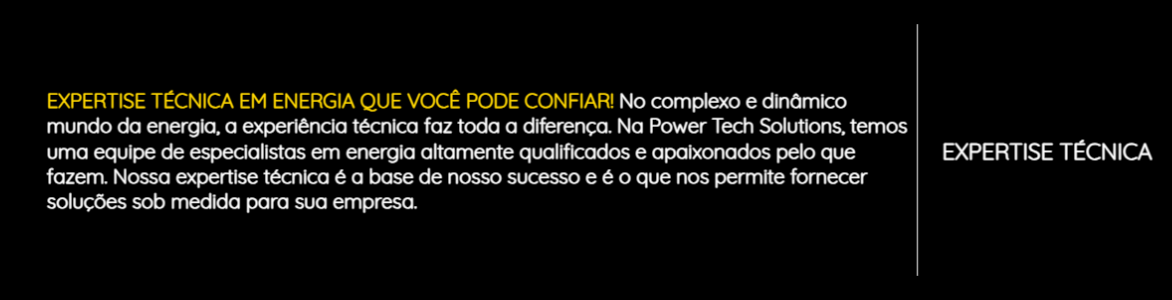 EXPERTISE TÉCNICA EM ENERGIA QUE VOCÊ PODE CONFIAR! No complexo e dinâmico
mundo da energia, a experiência técnica faz toda a diferença. Na Power Tech Solutions, temos
uma equipe de especialistas em energia altamente qualificados e apaixonados pelo que
fazem. Nossa expertise técnica é a base de nosso sucesso e é o que nos permite fornecer
soluções sob medida para sua empresa.
EXPERTISE TÉCNICA